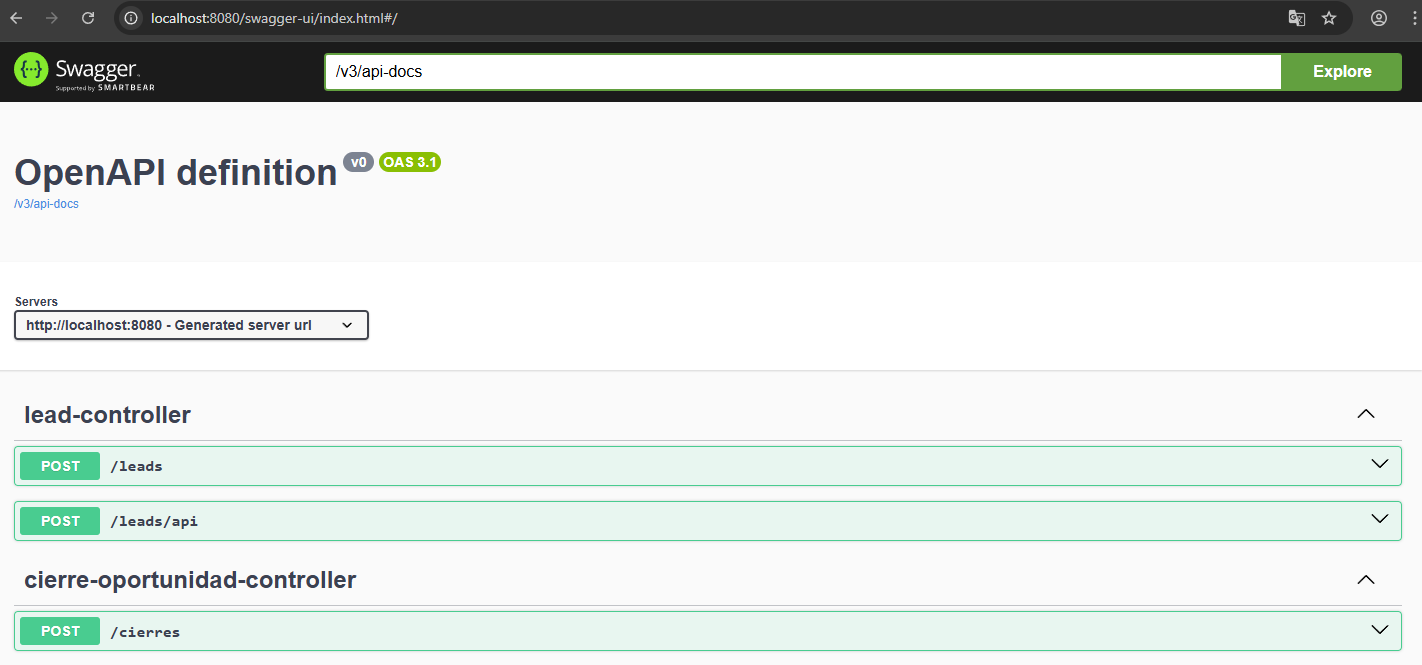 localhost:8080/swagger-ui/index.html#/
Swagger
Supported by SMARTBEAR
/v3/api-docs
Explore
OpenAPI definition v0 OAS 3.1
/v3/api-docs
Servers
http://localhost:8080 - Generated server url
lead-controller
POST /leads
POST /leads/api
cierre-oportunidad-controller
POST /cierres